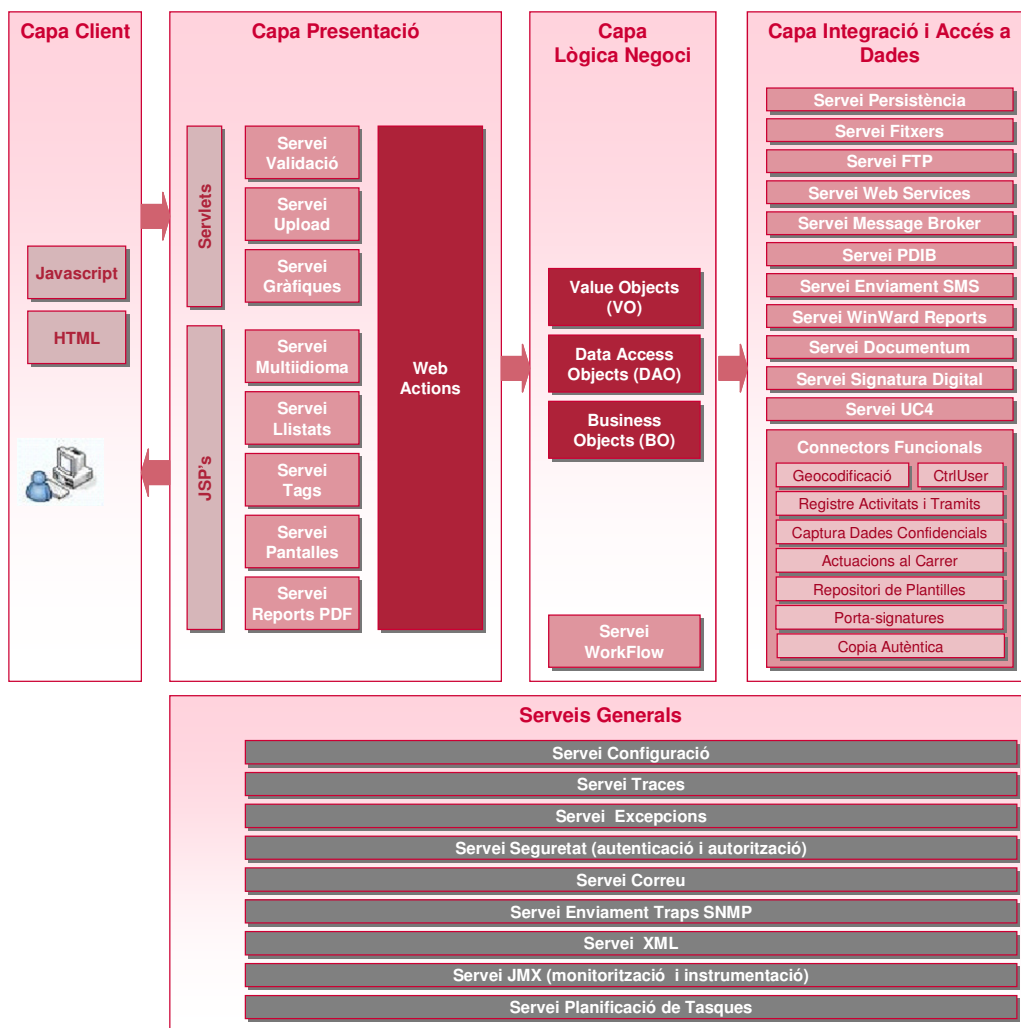 Capa Client
Javascript
HTML
Capa Presentació
Servlets
JSP's
Servei
Validació
Servei
Upload
Servei
Gràfiques
Servei
Multiidioma
Servei
Llistats
Servei
Tags
Servei
Pantalles
Servei
Reports PDF
Web
Actions
Capa
Lògica Negoci
Value Objects
(VO)
Data Access
Objects (DAO)
Business
Objects (BO)
Servei
WorkFlow
Capa Integració i Accés a
Dades
Servei Persistència
Servei Fitxers
Servei FTP
Servei Web Services
Servei Message Broker
Servei PDIB
Servei Enviament SMS
Servei WinWard Reports
Servei Documentum
Servei Signatura Digital
Servei UC4
Connectors Funcionals
Geocodificació
CtrlUser
Registre Activitats i Tramits
Captura Dades Confidencials
Actuacions al Carrer
Repositori de Plantilles
Porta-signatures
Copia Autèntica
Serveis Generals
Servei Configuració
Servei Traces
Servei Excepcions
Servei Seguretat (autenticació i autorització)
Servei Correu
Servei Enviament Traps SNMP
Servei XML
Servei JMX (monitorització i instrumentació)
Servei Planificació de Tasques